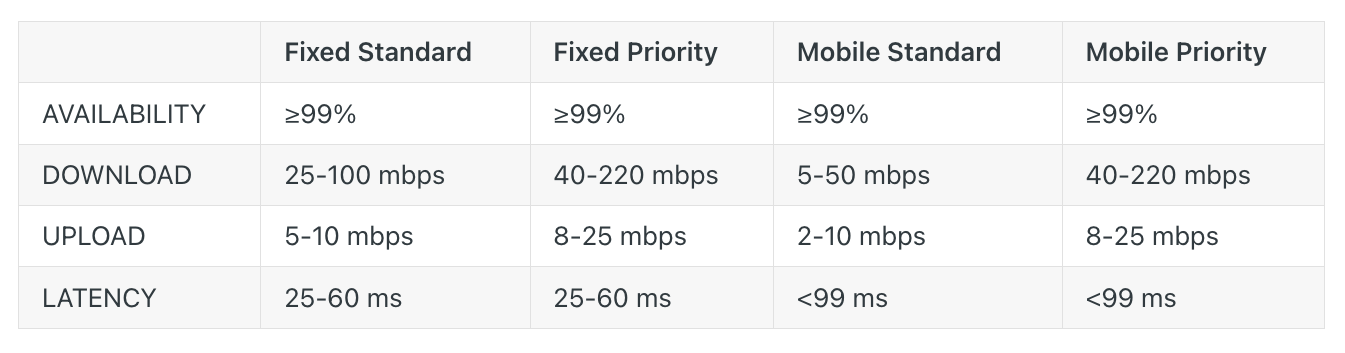 Fixed Standard Fixed Priority Mobile Standard Mobile Priority
AVAILABILITY ≥99% ≥99% ≥99% ≥99%
DOWNLOAD 25-100 mbps 40-220 mbps 5-50 mbps 40-220 mbps
UPLOAD 5-10 mbps 8-25 mbps 2-10 mbps 8-25 mbps
LATENCY 25-60 ms 25-60 ms <99 ms <99 ms